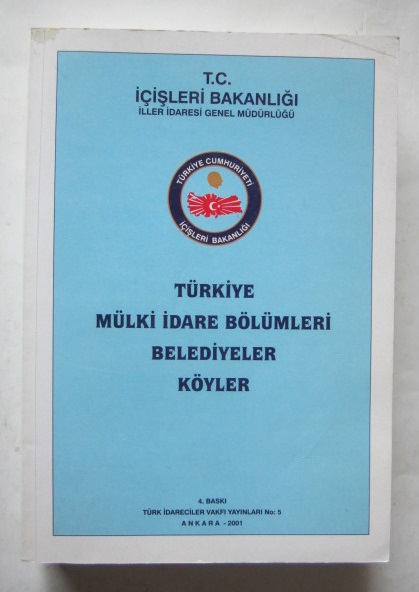 T.C.
İÇİŞLERİ BAKANLIĞI
İLLER İDARESİ GENEL MÜDÜRLÜĞÜ
TÜRKİYE CUMHURİYETİ
İÇİŞLERİ BAKANLIĞI
TÜRKİYE
MÜLKİ İDARE BÖLÜMLERİ
BELEDİYELER
KÖYLER
4. BASKI
TÜRK İDARECİLER VAKFI YAYINLARI No: 5
ANKARA - 2001